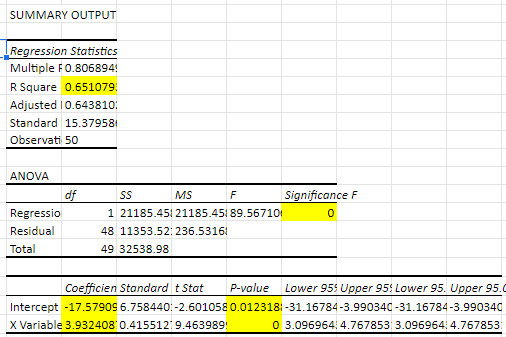 SUMMARY OUTPUT
Regression Statistics
Multiple F 0.806894
R Square 0.651079
Adjusted 0.643810
Standard 15.37958
Observati 50
ANOVA
df SS MS F Significance F
Regressio 1 21185.45 21185.45 89.56710 0
Residual 48 11353.52 236.5316
Total 49 32538.98
Coefficien Standard t Stat P-value Lower 95 Upper 95 Lower 95. Upper 95.0
Intercept -17.57909 6.758440 -2.601058 0.012318 -31.16784 -3.990340 -31.16784 -3.990340
X Variable 3.932408 0.415512 9.463989 0 3.096964 4.767853 3.096964 4.767853